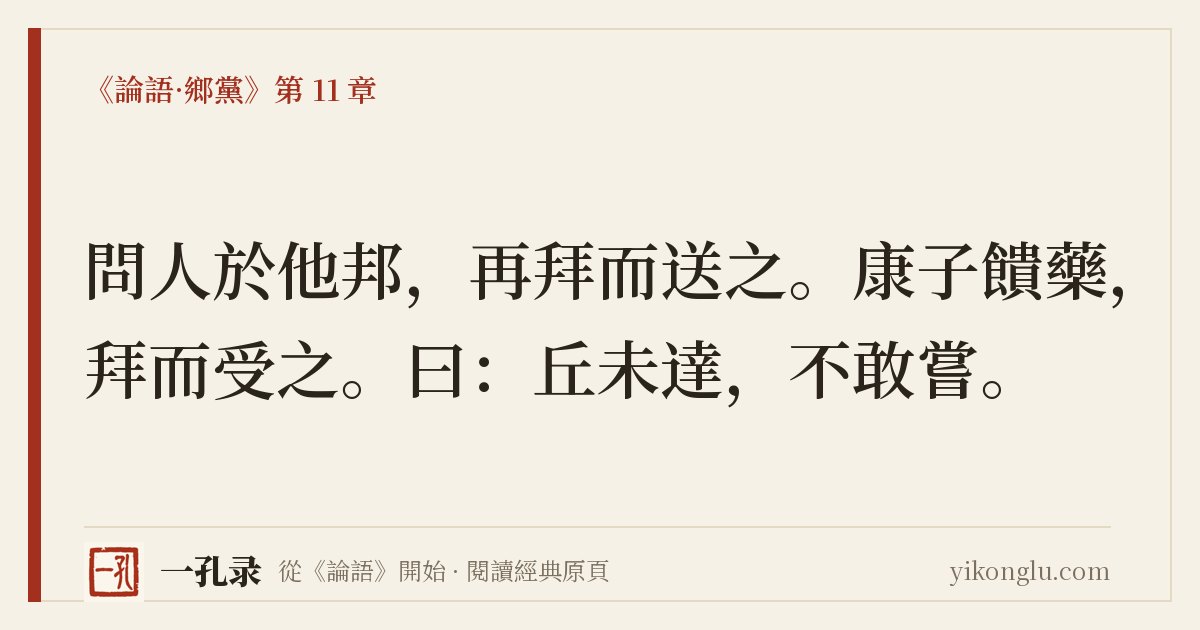 《論語·鄉黨》第 11 章
問人於他邦，再拜而送之。康子饋藥，
拜而受之。曰：丘未達，不敢嘗。
一孔
一孔录 從《論語》開始 · 閱讀經典原頁
yikonglu.com